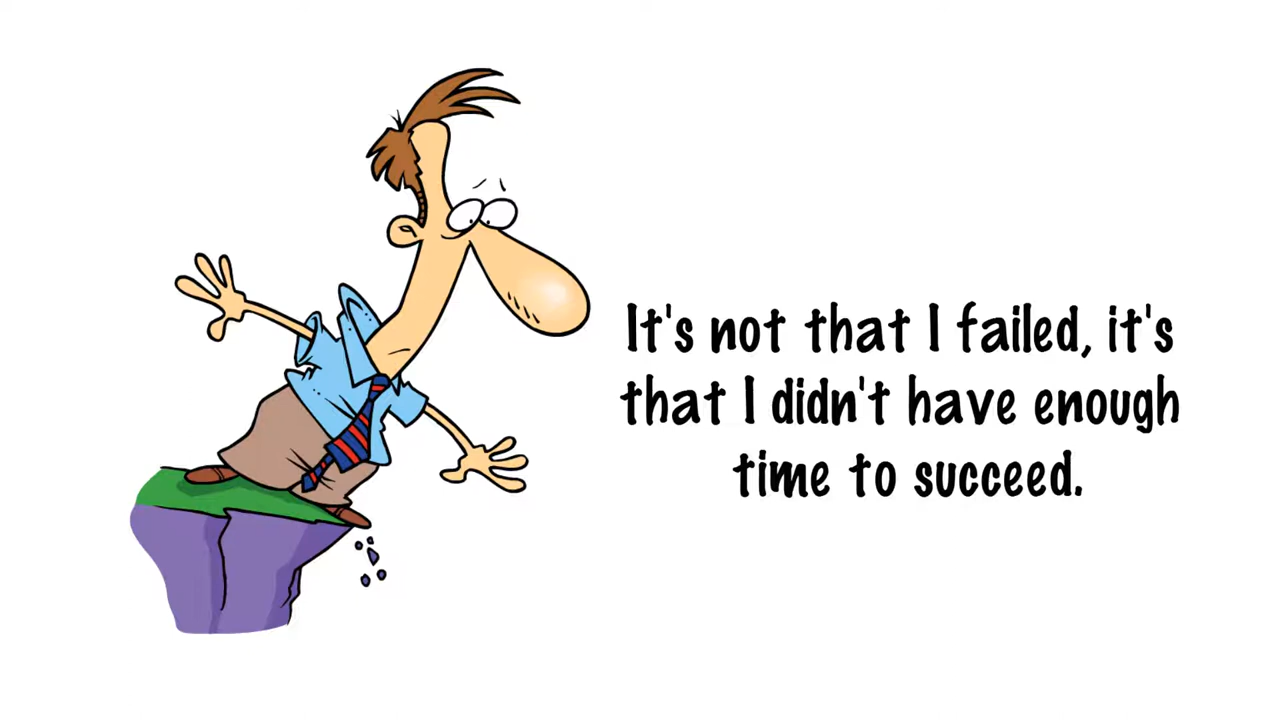 It's not that I failed, it's
that I didn't have enough
time to succeed.